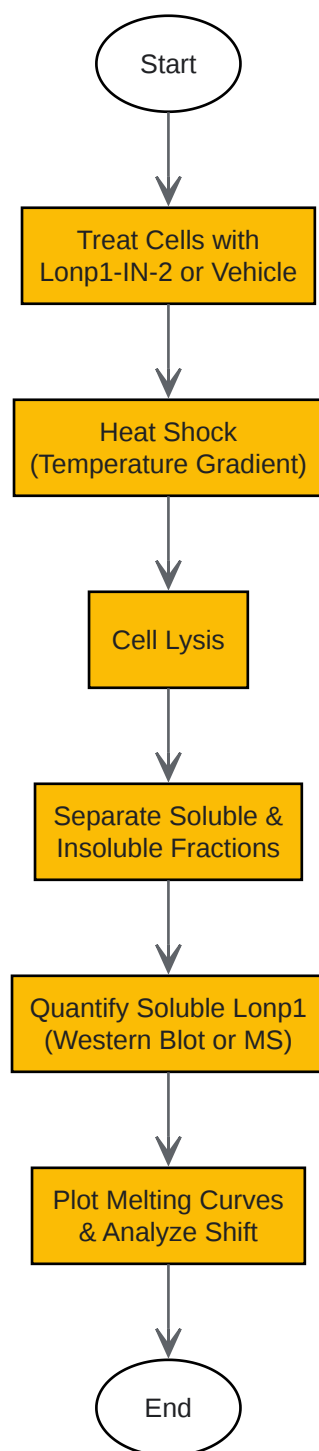 Start
Treat Cells with
Lonp1-IN-2 or Vehicle
Heat Shock
(Temperature Gradient)
Cell Lysis
Separate Soluble &
Insoluble Fractions
Quantify Soluble Lonp1
(Western Blot or MS)
Plot Melting Curves
& Analyze Shift
End